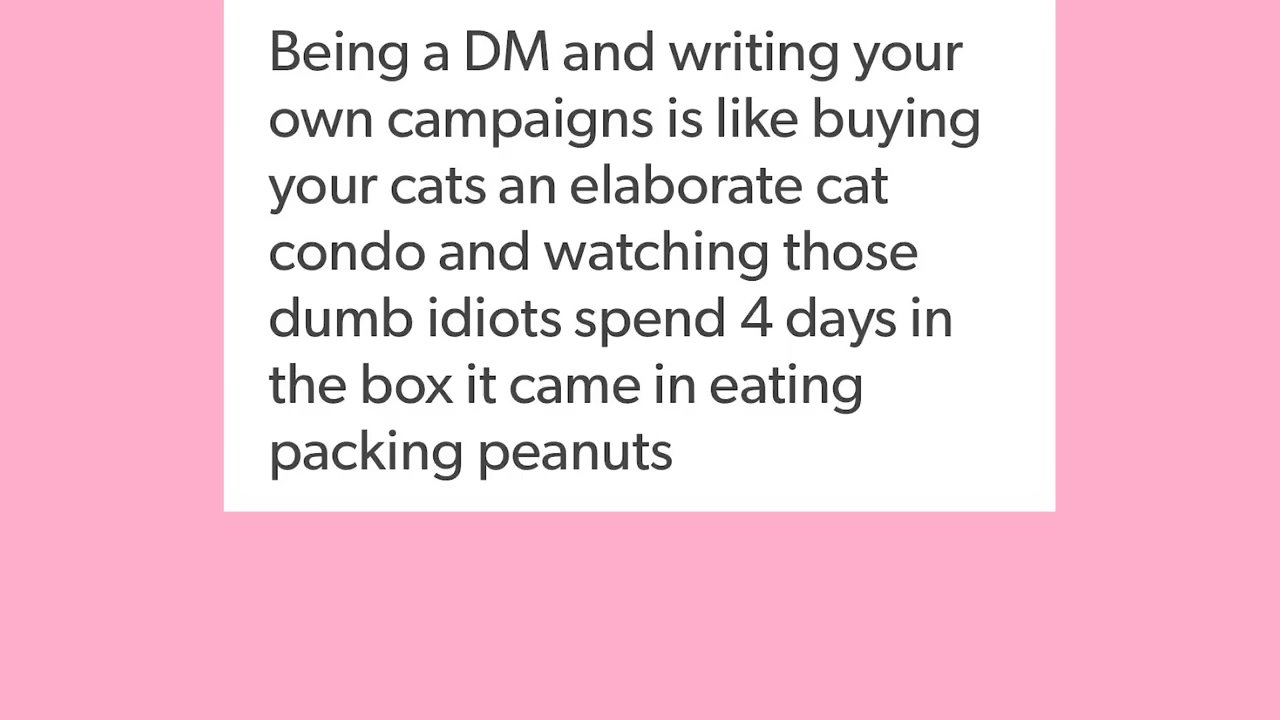 Being a DM and writing your
own campaigns is like buying
your cats an elaborate cat
condo and watching those
dumb idiots spend 4 days in
the box it came in eating
packing peanuts